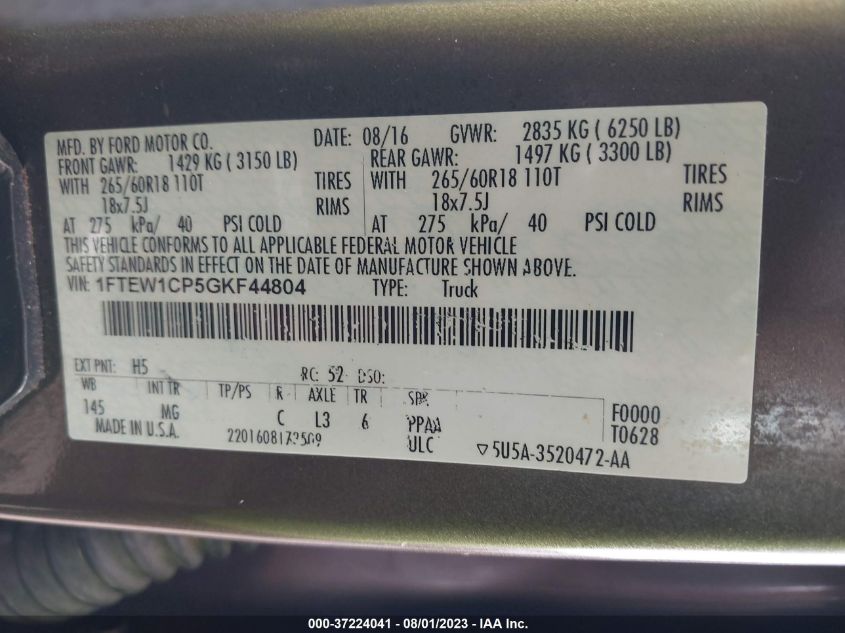 MFD. BY FORD MOTOR CO. DATE: 08/16 GVWR: 2835 KG ( 6250 LB)
FRONT GAWR: 1429 KG ( 3150 LB) REAR GAWR: 1497 KG ( 3300 LB)
WITH 265/60R18 110T TIRES WITH 265/60R18 110T TIRES
18x7.5J RIMS 18x7.5J RIMS
AT 275 kPa/ 40 PSI COLD AT 275 kPa/ 40 PSI COLD
THIS VEHICLE CONFORMS TO ALL APPLICABLE FEDERAL MOTOR VEHICLE
SAFETY STANDARDS IN EFFECT ON THE DATE OF MANUFACTURE SHOWN ABOVE.
VIN: 1FTEW1CP5GKF44804 TYPE: Truck
EXT PNT: H5 RC: 52 DSO:
WB INT TR TP/PS R AXLE TR SPR F0000
145 MG C L3 6 PPAA T0628
MADE IN U.S.A. ULC ▽5U5A-3520472-AA
000-37224041 - 08/01/2023 - IAA Inc.